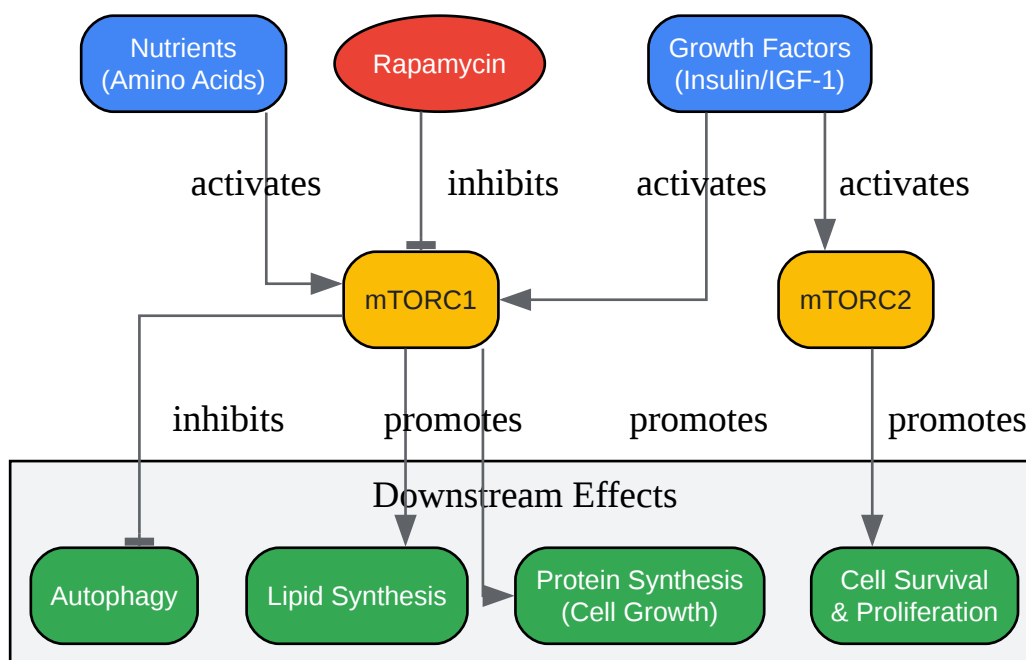 Nutrients
(Amino Acids)
Rapamycin
Growth Factors
(Insulin/IGF-1)
activates
inhibits
activates
activates
mTORC1
mTORC2
inhibits
promotes
promotes
promotes
Downstream Effects
Autophagy
Lipid Synthesis
Protein Synthesis
(Cell Growth)
Cell Survival
& Proliferation